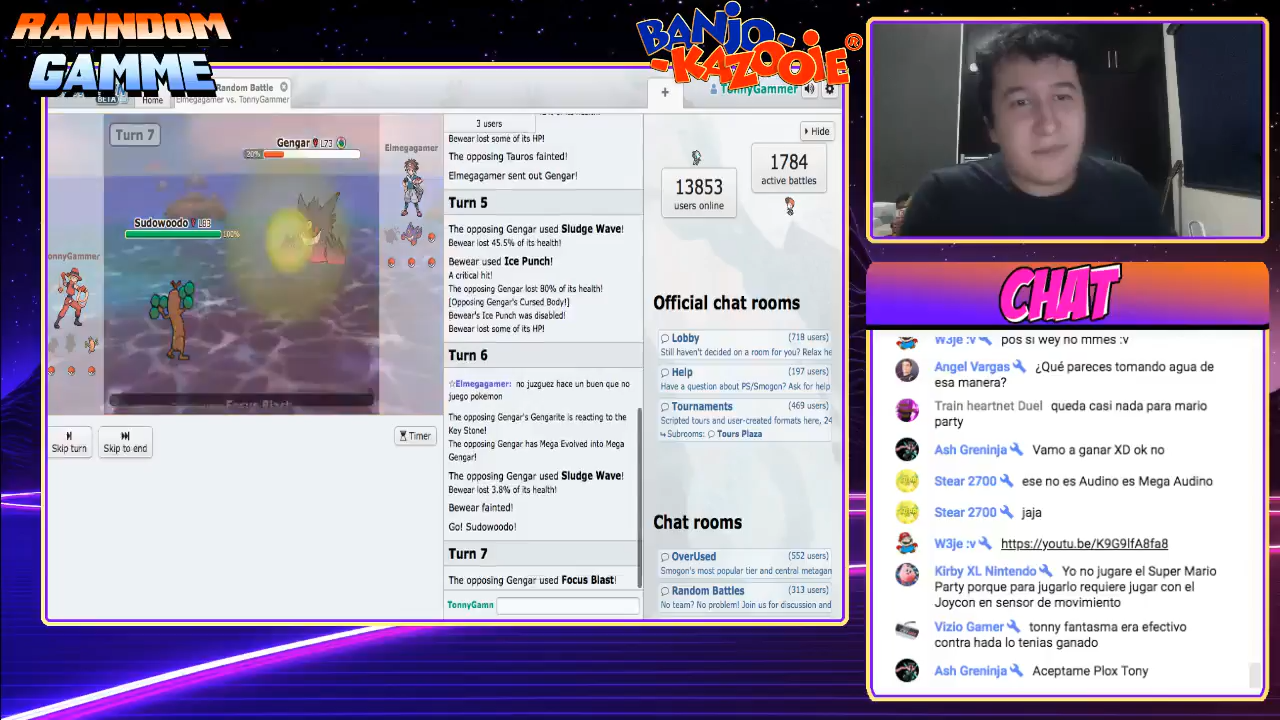 RANNDOM
GAMME
BANJO-
-KAZOOIE®
BETA
Home
Random Battle
Elmegagamer vs. TonyGammer
+
TonyGammer
Turn 7
Gengar L73
20%
Elmegagamer
Sudowoodo L93
100%
TonnyGamer
Focus Blast
Skip turn
Skip to end
Timer
3 users
Bewear lost some of its HP!
The opposing Tauros fainted!
Elmegagamer sent out Gengar!
Turn 5
The opposing Gengar used Sludge Wave!
Bewear lost 45.5% of its health!
Bewear used Ice Punch!
A critical hit!
The opposing Gengar lost 80% of its health!
[Opposing Gengar's Cursed Body!]
Bewear's Ice Punch was disabled!
Bewear lost some of its HP!
Turn 6
☆Elmegagamer: no juzguez hace un buen que no
juego pokemon
The opposing Gengar's Gengarite is reacting to the
Key Stone!
The opposing Gengar has Mega Evolved into Mega
Gengar!
The opposing Gengar used Sludge Wave!
Bewear lost 3.8% of its health!
Bewear fainted!
Go! Sudowoodo!
Turn 7
The opposing Gengar used Focus Blast!
TonnyGamn
Hide
13853
users online
1784
active battles
Official chat rooms
Lobby (718 users)
Still haven't decided on a room for you? Relax he
Help (197 users)
Have a question about PS/Smogon? Ask for help
Tournaments (469 users)
Scripted tours and user-created formats here, 24
Subrooms: Tours Plaza
Chat rooms
OverUsed (552 users)
Smogon's most popular tier and central metagam
Random Battles (313 users)
No team? No problem! Join us for discussion and
CHAT
W3je :v pos si wey no mmes :v
Angel Vargas ¿Qué pareces tomando agua de
esa manera?
Train heartnet Duel queda casi nada para mario
party
Ash Greninja Vamo a ganar XD ok no
Stear 2700 ese no es Audino es Mega Audino
Stear 2700 jaja
W3je :v https://youtu.be/K9G9lfA8fa8
Kirby XL Nintendo Yo no jugare el Super Mario
Party porque para jugarlo requiere jugar con el
Joycon en sensor de movimiento
Vizio Gamer tonny fantasma era efectivo
contra hada lo tenias ganado
Ash Greninja Aceptame Plox Tony